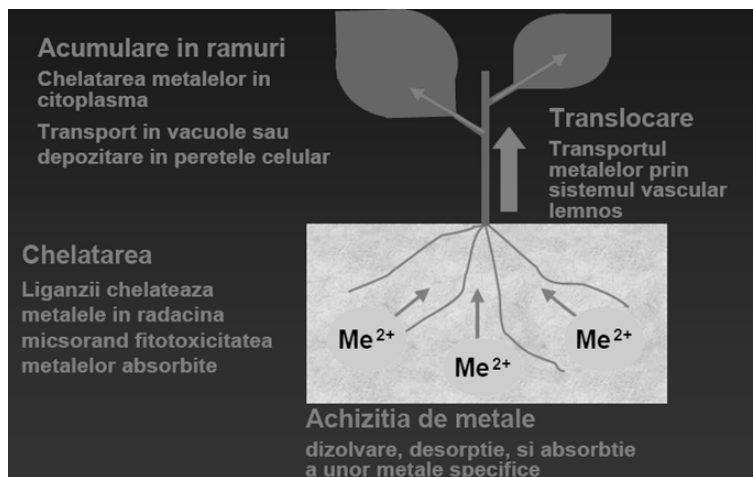 Acumulare in ramuri
Chelatarea metalelor in
citoplasma
Transport in vacuole sau
depozitare in peretele celular
Translocare
Transportul
metalelor prin
sistemul vascular
lemnos
Chelatarea
Liganzii chelateaza
metalele in radacina
micsorand fitotoxicitatea
metalelor absorbite
Me²⁺
Me²⁺
Me²⁺
Achizitia de metale
dizolvare, desorptie, si absorbtie
a unor metale specifice